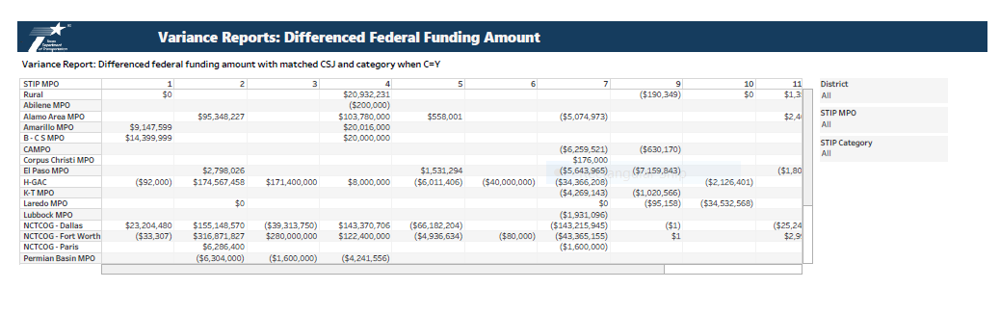 Texas
Department
of Transportation
Variance Reports: Differenced Federal Funding Amount
Variance Report: Differenced federal funding amount with matched CSJ and category when C=Y
STIP MPO 1 2 3 4 5 6 7 9 10 11
Rural $0 $20,932,231 ($190,349) $0 $1,3
Abilene MPO ($200,000)
Alamo Area MPO $95,348,227 $103,780,000 $558,001 ($5,074,973) $2,4
Amarillo MPO $9,147,599 $20,016,000
B - C S MPO $14,399,999 $20,000,000
CAMPO ($6,259,521) ($630,170)
Corpus Christi MPO $176,000
El Paso MPO $2,798,026 $1,531,294 ($5,643,965) ($7,159,843) ($1,80
H-GAC ($92,000) $174,567,458 $171,400,000 $8,000,000 ($6,011,406) ($40,000,000) ($34,366,208) ($2,126,401)
K-T MPO ($4,269,143) ($1,020,566)
Laredo MPO $0 $0 ($95,158) ($34,532,568)
Lubbock MPO ($1,931,096)
NCTCOG - Dallas $23,204,480 $155,148,570 ($39,313,750) $143,370,706 ($66,182,204) ($143,215,945) ($1) ($25,24
NCTCOG - Fort Worth ($33,307) $316,871,827 $280,000,000 $122,400,000 ($4,936,634) ($80,000) ($43,365,155) $1 $2,9
NCTCOG - Paris $6,286,400 ($1,600,000)
Permian Basin MPO ($6,304,000) ($1,600,000) ($4,241,556)
District
All
STIP MPO
All
STIP Category
All